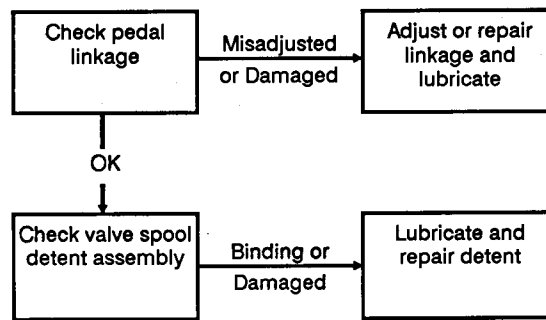 Check pedal
linkage
Misadjusted
or Damaged
Adjust or repair
linkage and
lubricate
OK
Check valve spool
detent assembly
Binding or
Damaged
Lubricate and
repair detent